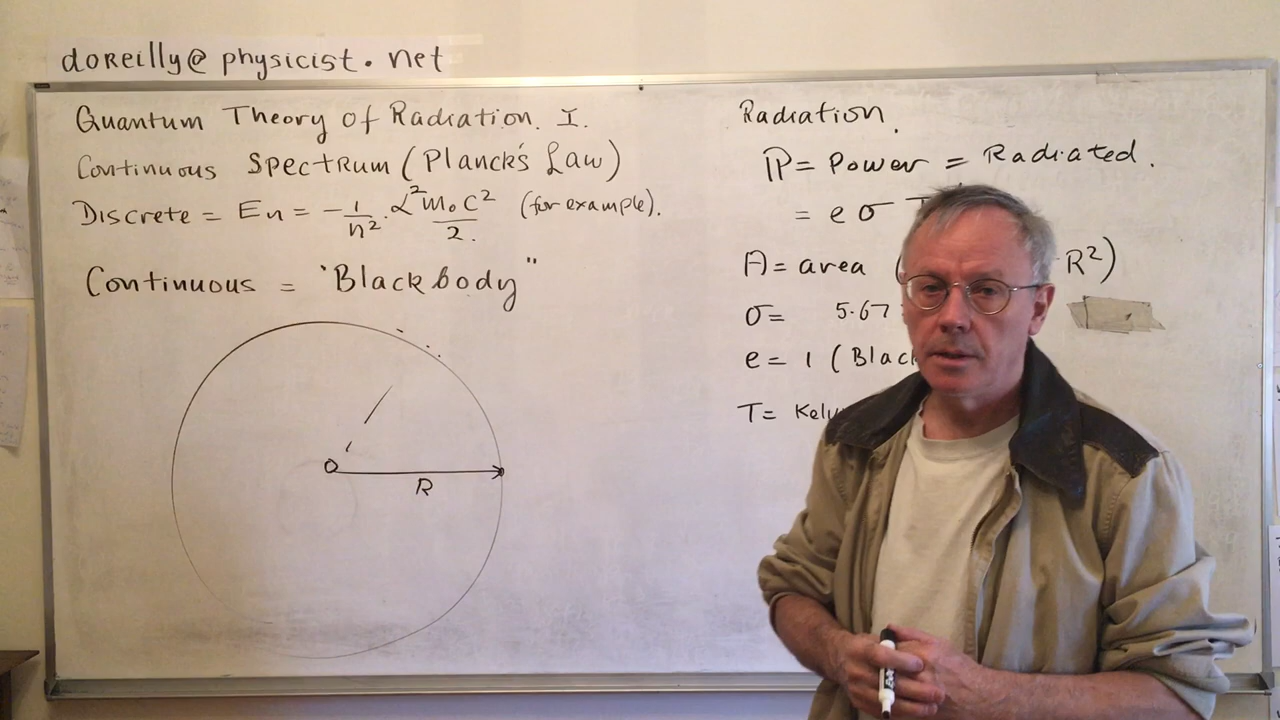 doreilly@physicist.net
Quantum Theory of Radiation. I.
Continuous Spectrum (Planck's Law)
Discrete = En = -1/n². α²m₀c²/2. (for example).
Continuous = 'Blackbody"
O
R
Radiation.
P = Power = Radiated.
= e σ T
A = area ( R²)
σ = 5.67
e = 1 (Blac
T = Kelv